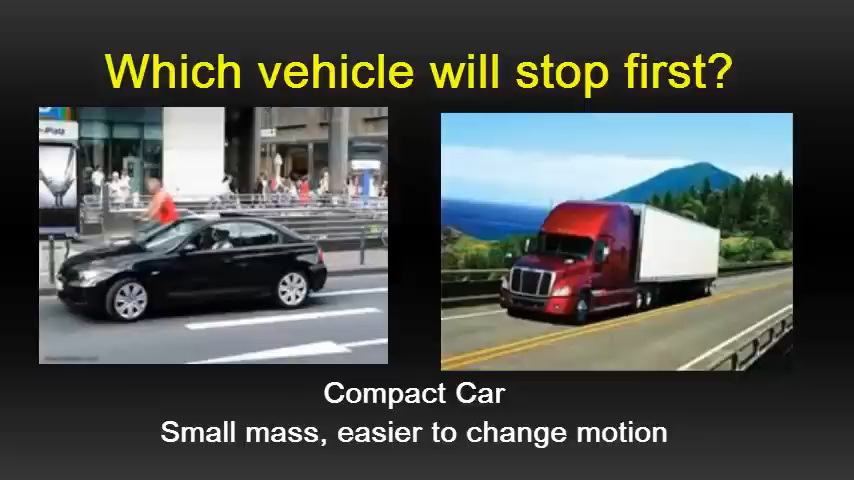 Which vehicle will stop first?
Compact Car
Small mass, easier to change motion